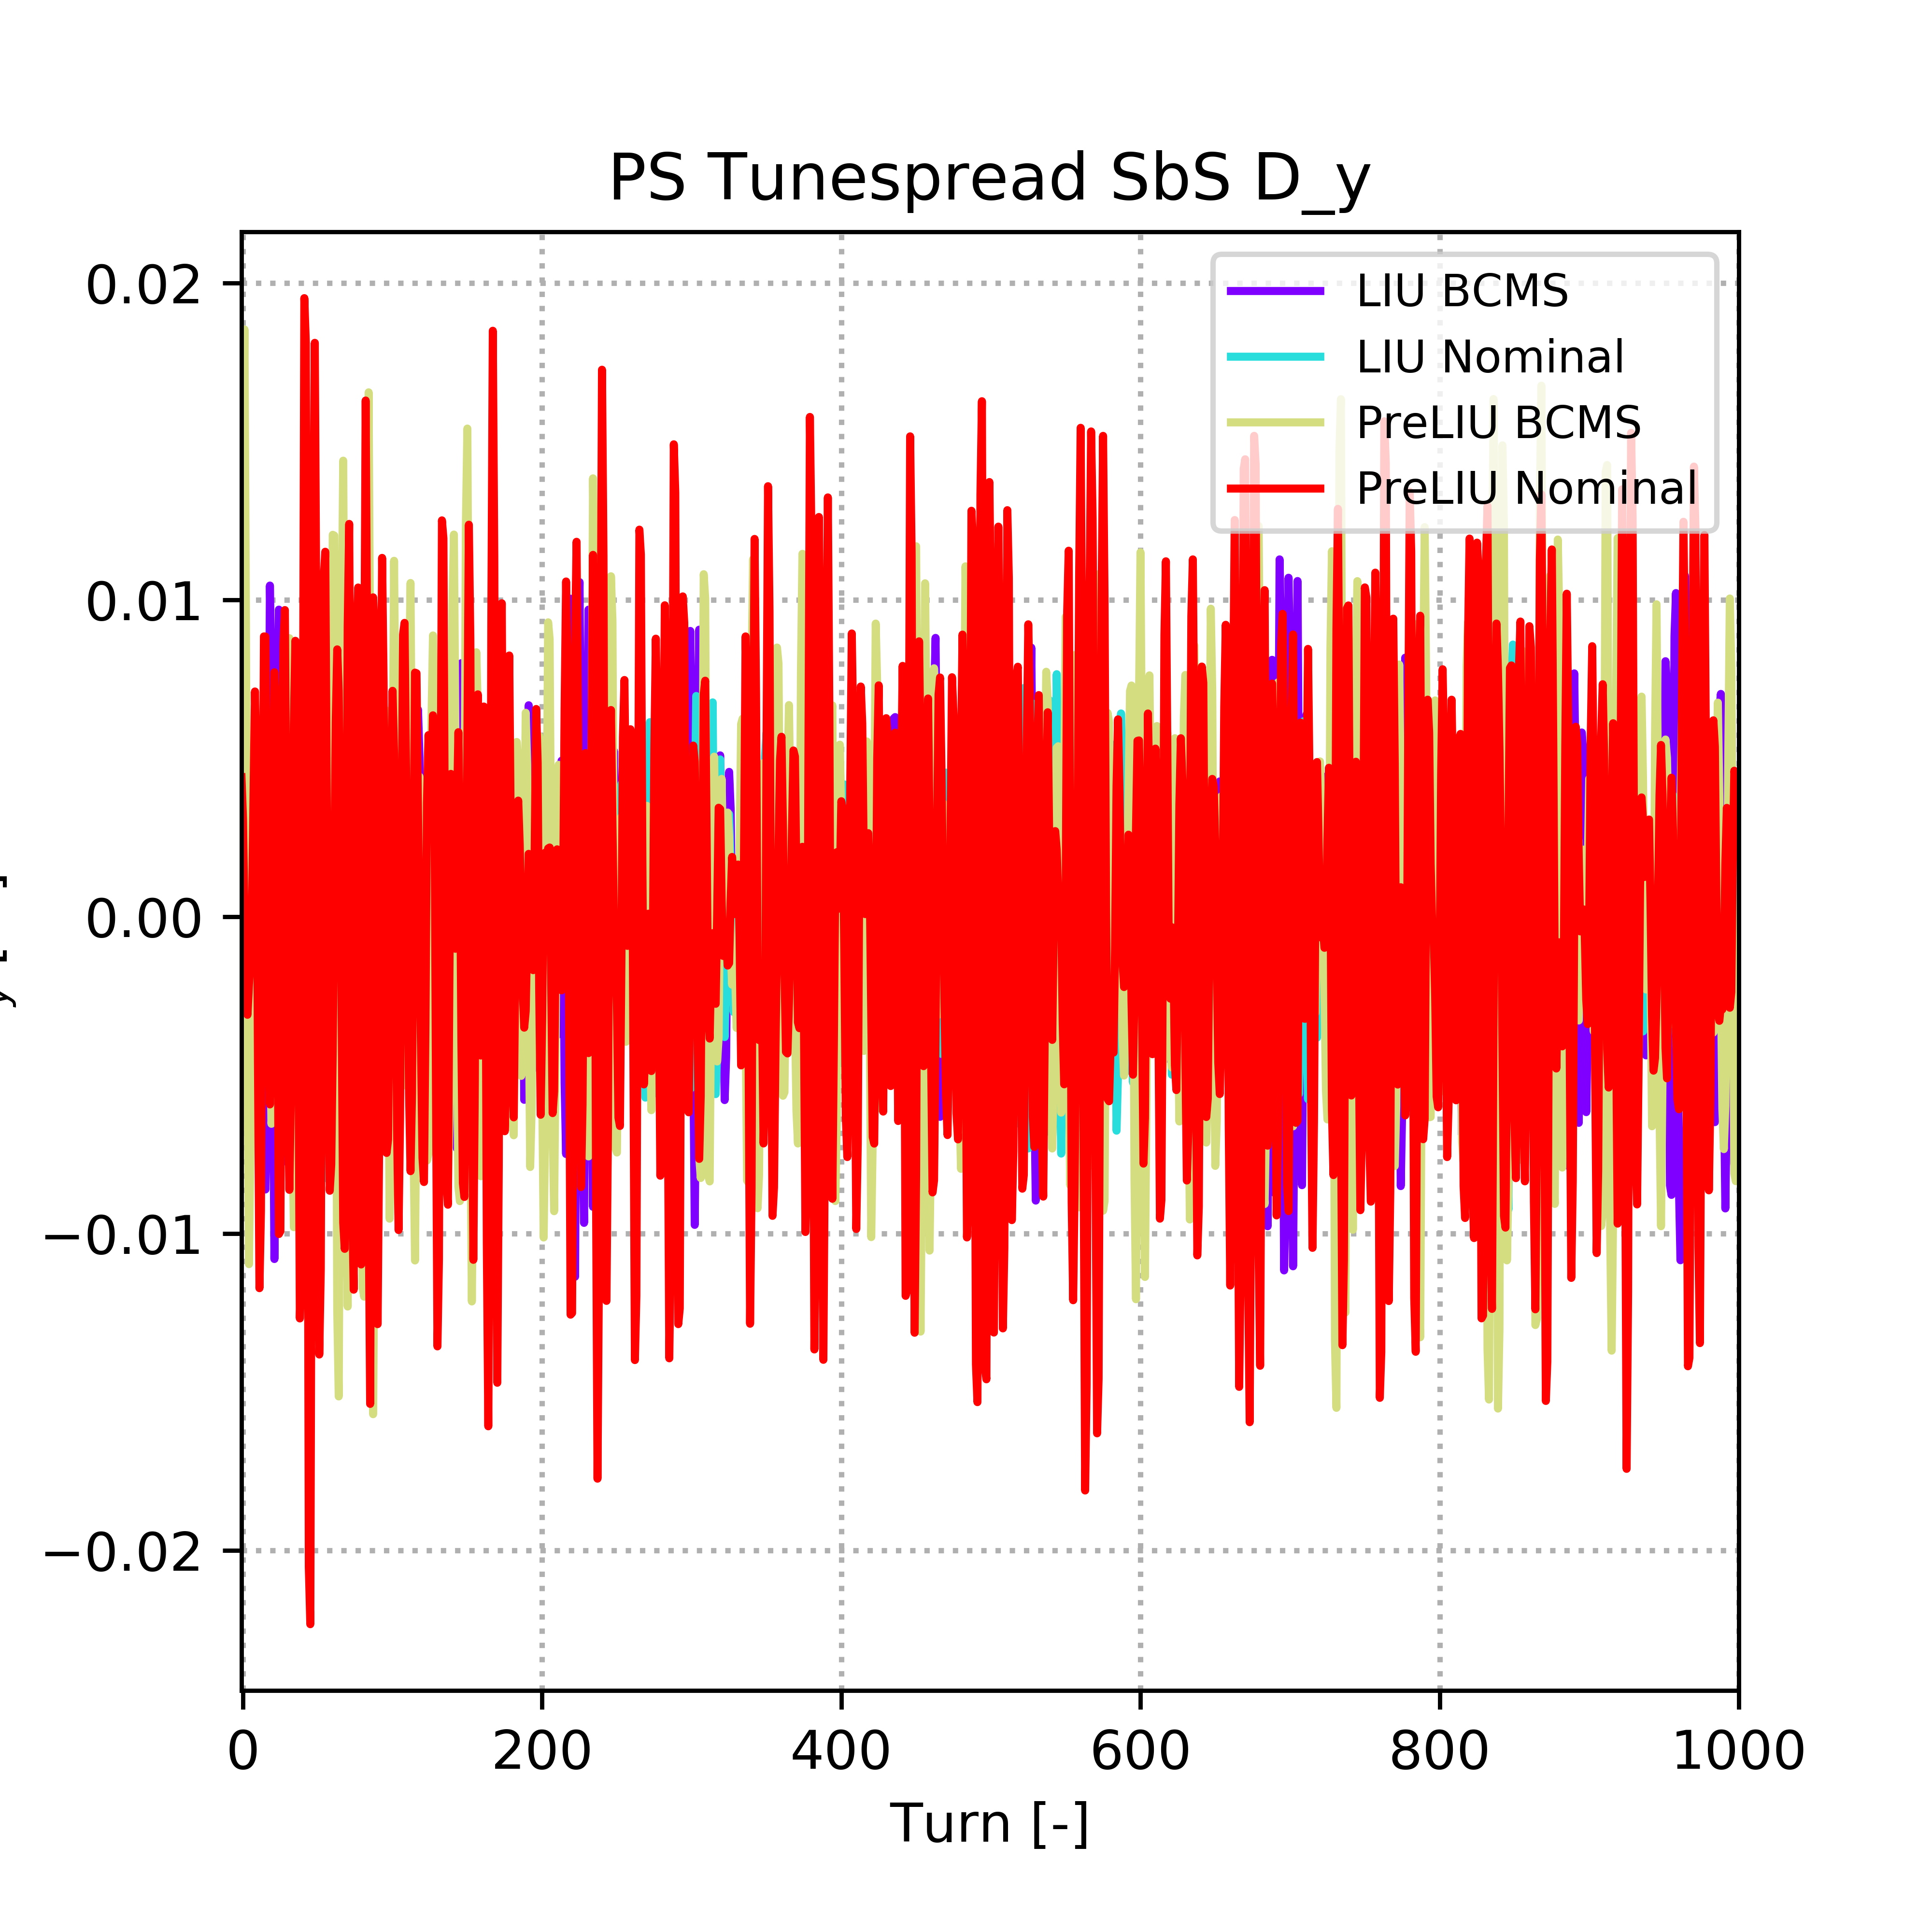 PS Tunespread SbS D_y
LIU BCMS
LIU Nominal
PreLIU BCMS
PreLIU Nominal
0.02
0.01
0.00
−0.01
−0.02
0
200
400
600
800
1000
Turn [-]